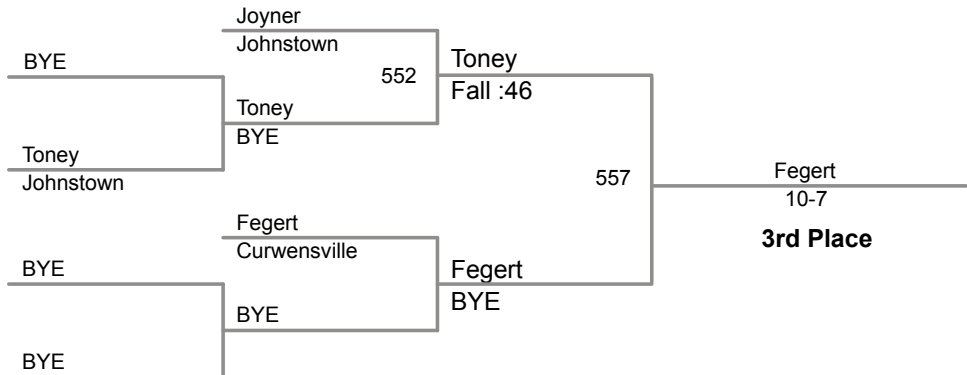 Joyner
Johnstown
BYE
552
Toney
Fall :46
Toney
BYE
Toney
Johnstown
557
Fegert
10-7
3rd Place
Fegert
Curwensville
BYE
Fegert
BYE
BYE
BYE